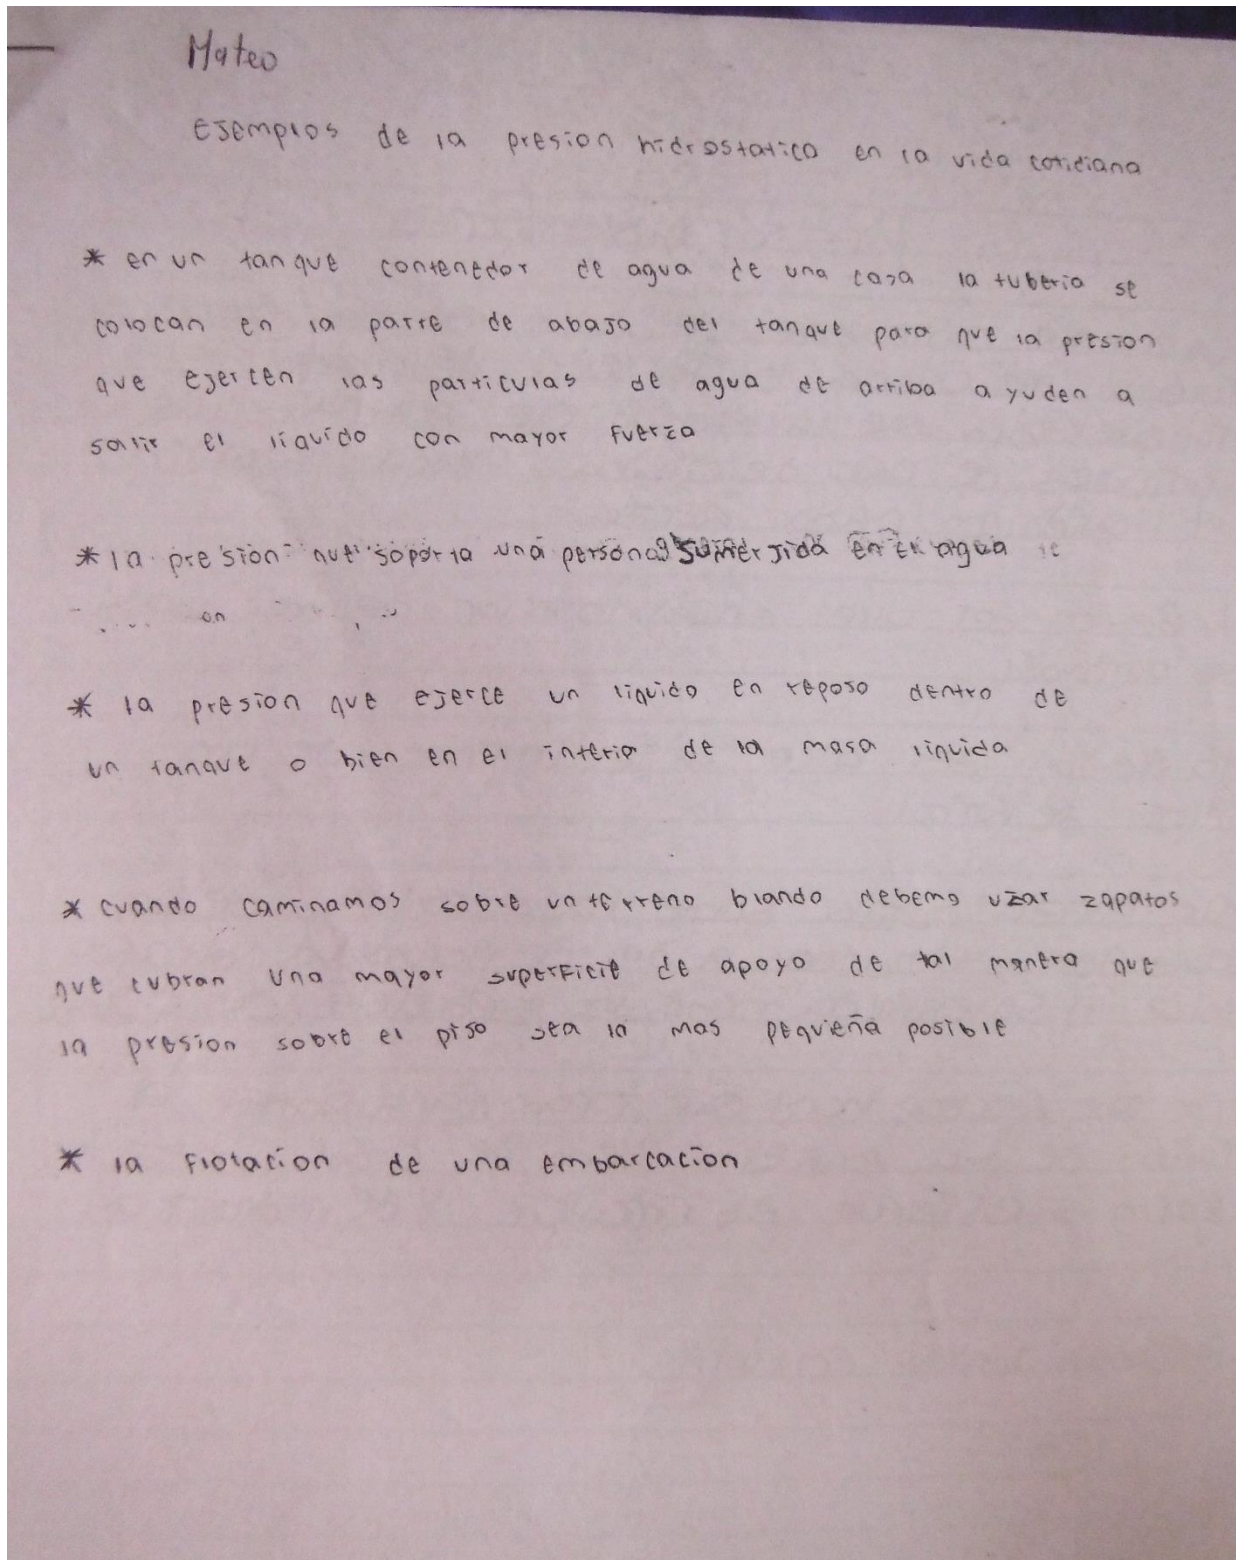 Mateo
Ejemplos de la presion hidrostatica en la vida cotidiana
* en un tanque contenedor de agua de una casa la tuberia se
colocan en la parte de abajo del tanque para que la presion
que ejercen las particulas de agua de arriba ayuden a
salir el liquido con mayor fuerza
* la presion que soporta una persona sumerjida en el agua
* la presion que ejerce un liquido en reposo dentro de
un tanque o bien en el interio de la masa liquida
* cuando caminamos sobre un terreno blando debemo uzar zapatos
que cubran una mayor superficie de apoyo de tal manera que
la presion sobre el piso sea la mas pequieña posible
* la flotacion de una embarcacion